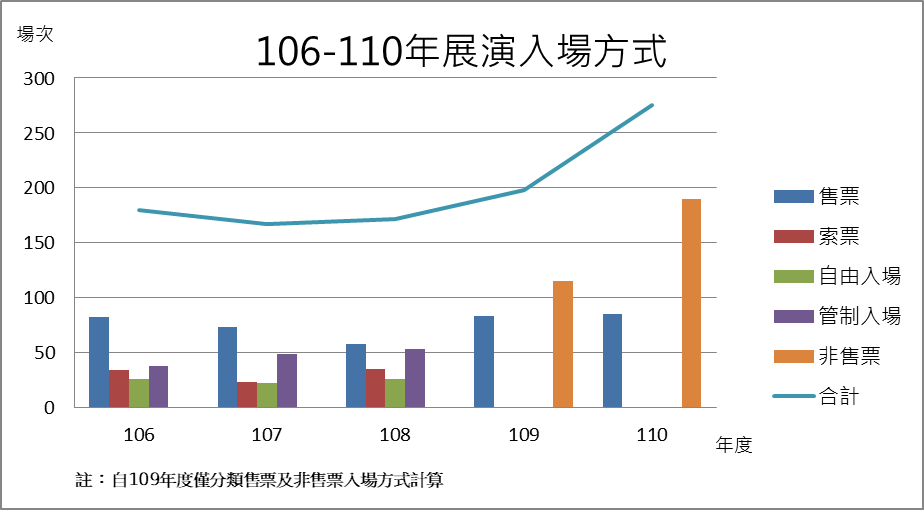 場次
106-110年展演入場方式
300
250
200
150
100
50
0
106
107
108
109
110
年度
售票
索票
自由入場
管制入場
非售票
合計
註：自109年度僅分類售票及非售票入場方式計算